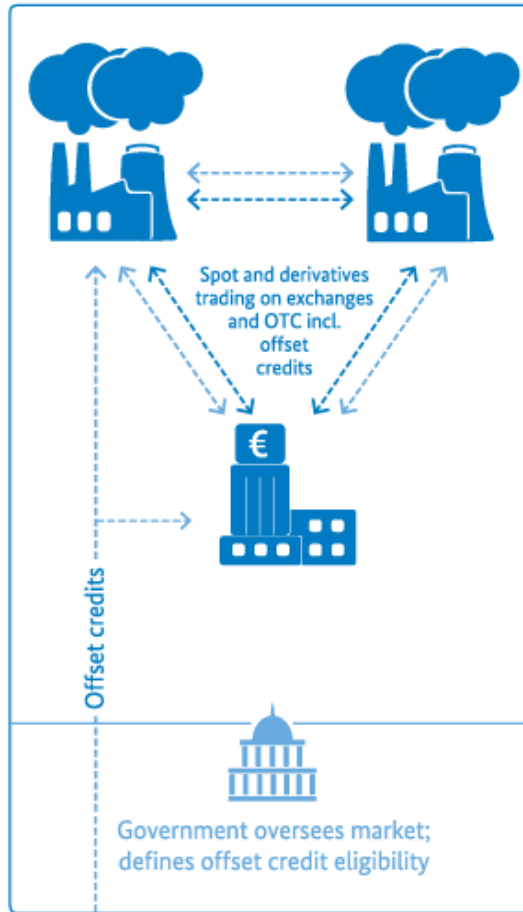 Spot and derivatives
trading on exchanges
and OTC incl.
offset
credits
€
Offset credits
Government oversees market;
defines offset credit eligibility